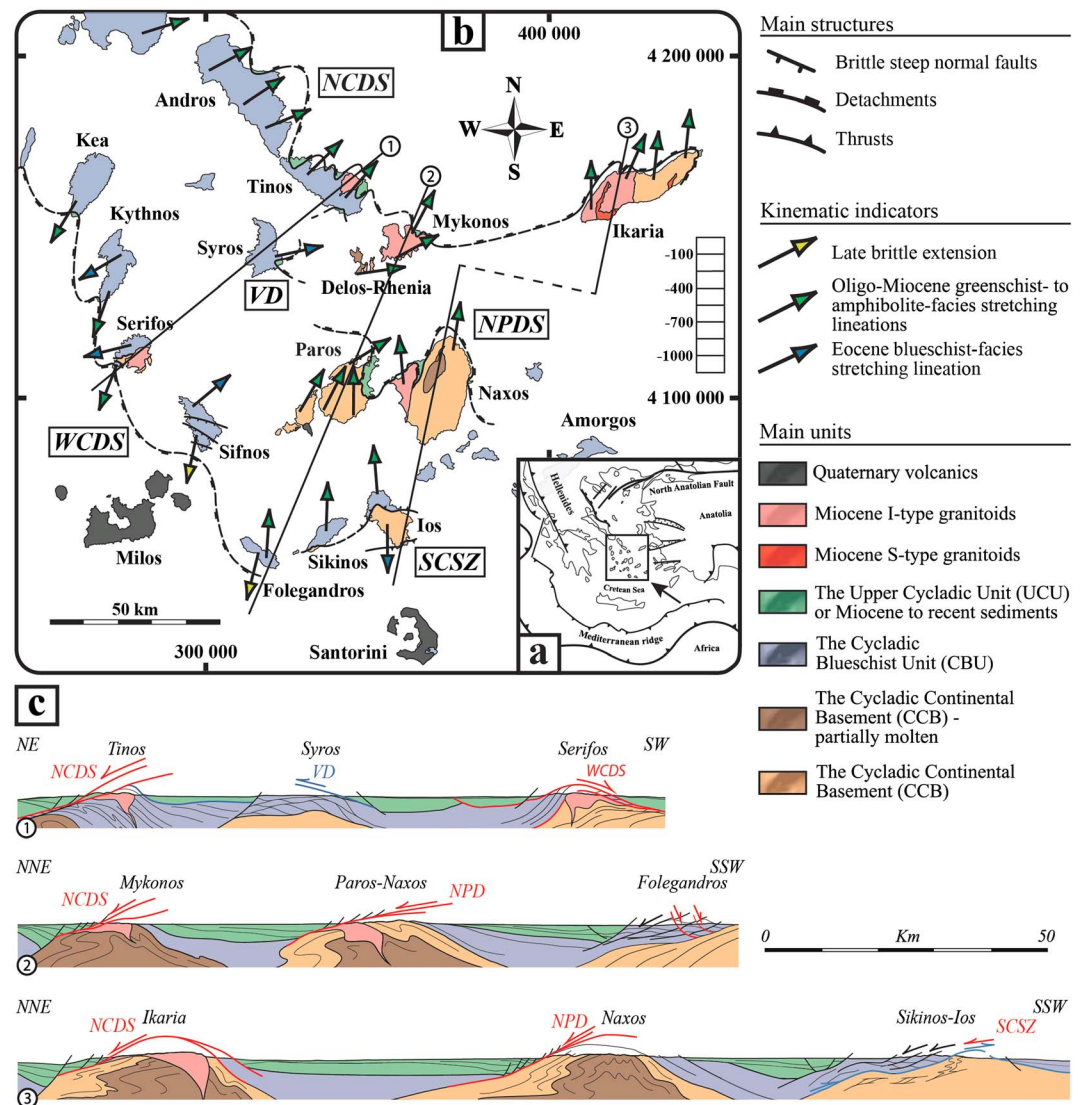 b
400 000
4 200 000
NCDS
Andros
N
W
E
S
Kea
1
3
Tinos
2
Kythnos
Mykonos
Syros
Ikaria
VD
Delos-Rhenia
-100
-400
-700
-1000
Serifos
NPDS
Paros
Naxos
4 100 000
WCDS
Sifnos
Amorgos
Milos
Ios
Sikinos
SCSZ
Folegandros
50 km
300 000
Santorini
Hellenides
North Anatolian Fault
Anatolia
Cretean Sea
Mediterranean ridge
Africa
a
Main structures
Brittle steep normal faults
Detachments
Thrusts
Kinematic indicators
Late brittle extension
Oligo-Miocene greenschist- to
amphibolite-facies stretching
lineations
Eocene blueschist-facies
stretching lineation
Main units
Quaternary volcanics
Miocene I-type granitoids
Miocene S-type granitoids
The Upper Cycladic Unit (UCU)
or Miocene to recent sediments
The Cycladic
Blueschist Unit (CBU)
The Cycladic Continental
Basement (CCB) -
partially molten
The Cycladic Continental
Basement (CCB)
c
NE
Tinos
Syros
Serifos
SW
NCDS
VD
WCDS
1
NNE
Mykonos
Paros-Naxos
Folegandros
SSW
NCDS
NPD
0
Km
50
2
NNE
Ikaria
Naxos
Sikinos-Ios
SSW
NCDS
NPD
SCSZ
3